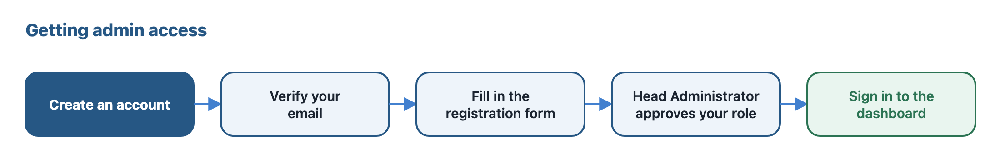 Getting admin access
Create an account
Verify your
email
Fill in the
registration form
Head Administrator
approves your role
Sign in to the
dashboard